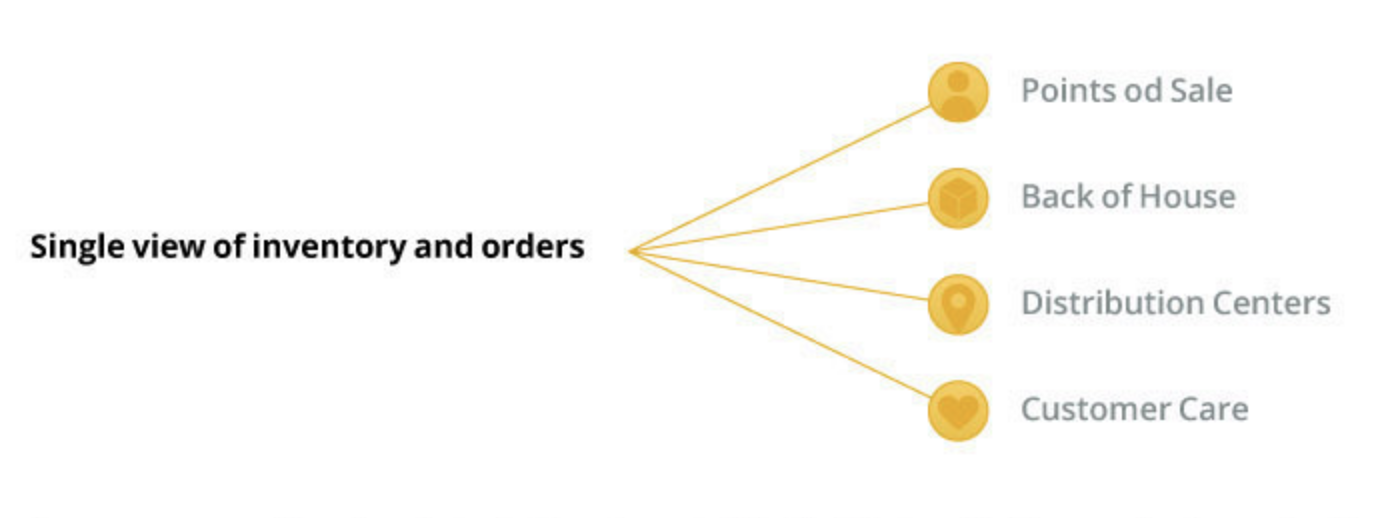 Points od Sale
Back of House
Single view of inventory and orders
Distribution Centers
Customer Care